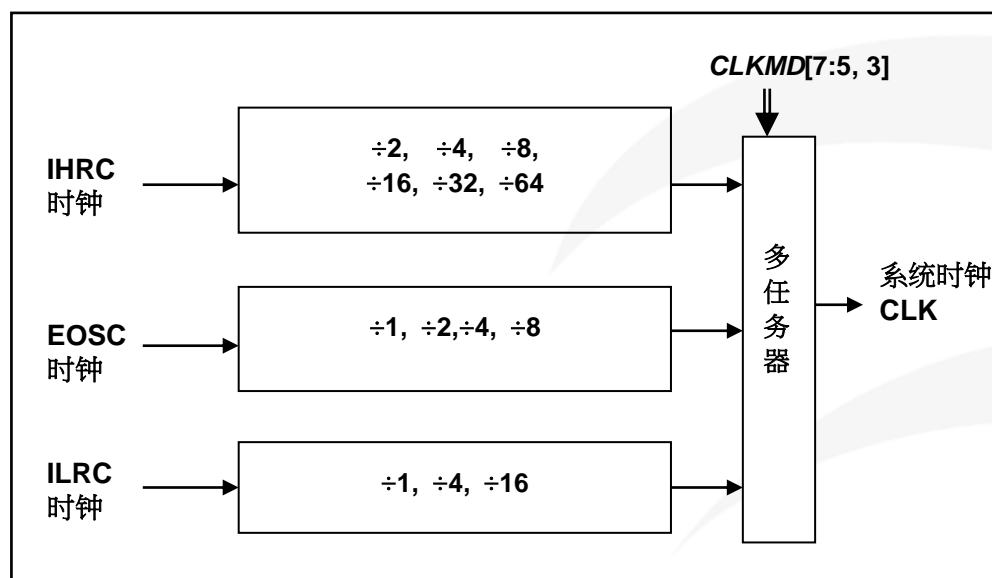 CLKMD[7:5, 3]
IHRC
时钟
÷2, ÷4, ÷8,
÷16, ÷32, ÷64
EOSC
时钟
÷1, ÷2,÷4, ÷8
ILRC
时钟
÷1, ÷4, ÷16
多
任
务
器
系统时钟
CLK